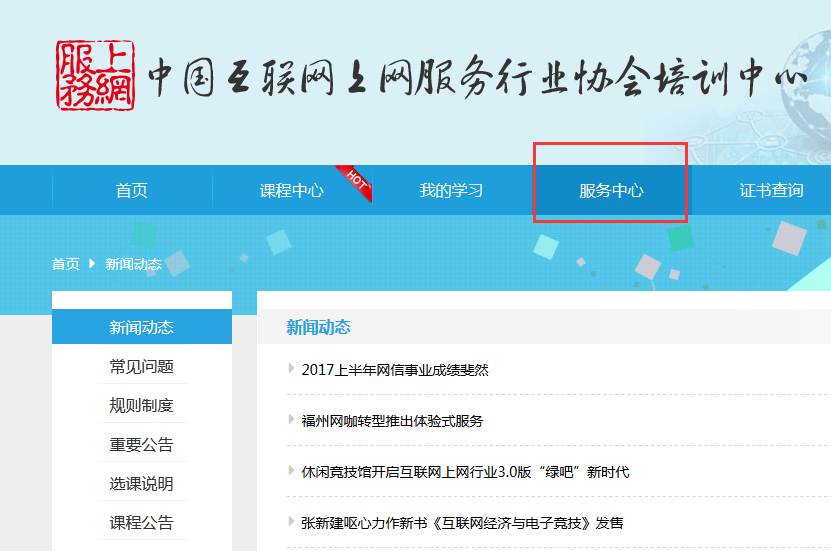 上網服務
中国互联网上网服务行业协会培训中心
首页 课程中心 HOT 我的学习 服务中心 证书查询
首页 新闻动态
新闻动态
常见问题
规则制度
重要公告
选课说明
课程公告
新闻动态
2017上半年网信事业成绩斐然
福州网咖转型推出体验式服务
休闲竞技馆开启互联网上网行业3.0版“绿吧”新时代
张新建呕心力作新书《互联网经济与电子竞技》发售